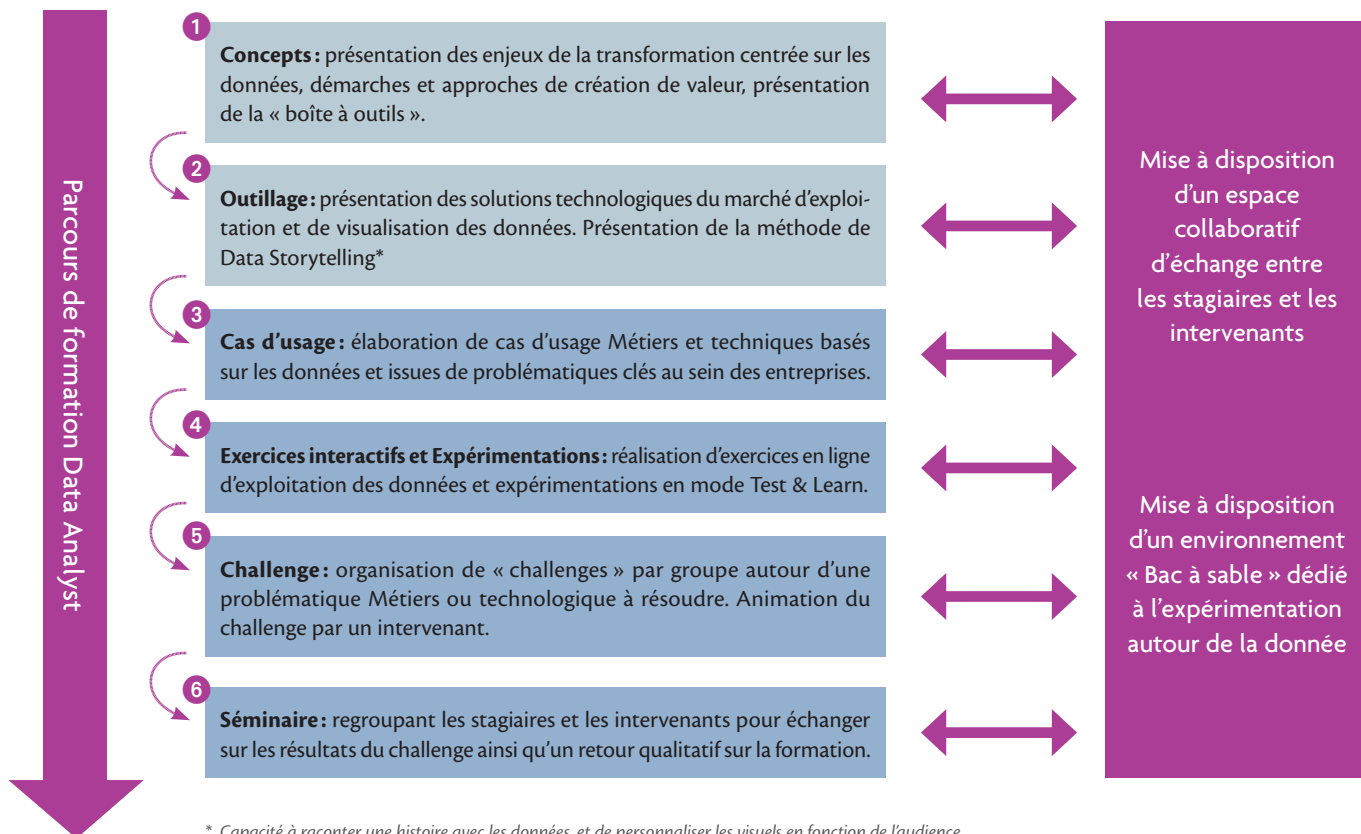 Parcours de formation Data Analyst
1
Concepts : présentation des enjeux de la transformation centrée sur les
données, démarches et approches de création de valeur, présentation
de la « boîte à outils ».
2
Outillage : présentation des solutions technologiques du marché d'exploi-
tation et de visualisation des données. Présentation de la méthode de
Data Storytelling*
3
Cas d'usage : élaboration de cas d'usage Métiers et techniques basés
sur les données et issues de problématiques clés au sein des entreprises.
4
Exercices interactifs et Expérimentations : réalisation d'exercices en ligne
d'exploitation des données et expérimentations en mode Test & Learn.
5
Challenge : organisation de « challenges » par groupe autour d'une
problématique Métiers ou technologique à résoudre. Animation du
challenge par un intervenant.
6
Séminaire : regroupant les stagiaires et les intervenants pour échanger
sur les résultats du challenge ainsi qu'un retour qualitatif sur la formation.
Mise à disposition
d'un espace
collaboratif
d'échange entre
les stagiaires et les
intervenants
Mise à disposition
d'un environnement
« Bac à sable » dédié
à l'expérimentation
autour de la donnée
* Capacité à raconter une histoire avec les données, et de personnaliser les visuels en fonction de l'audience